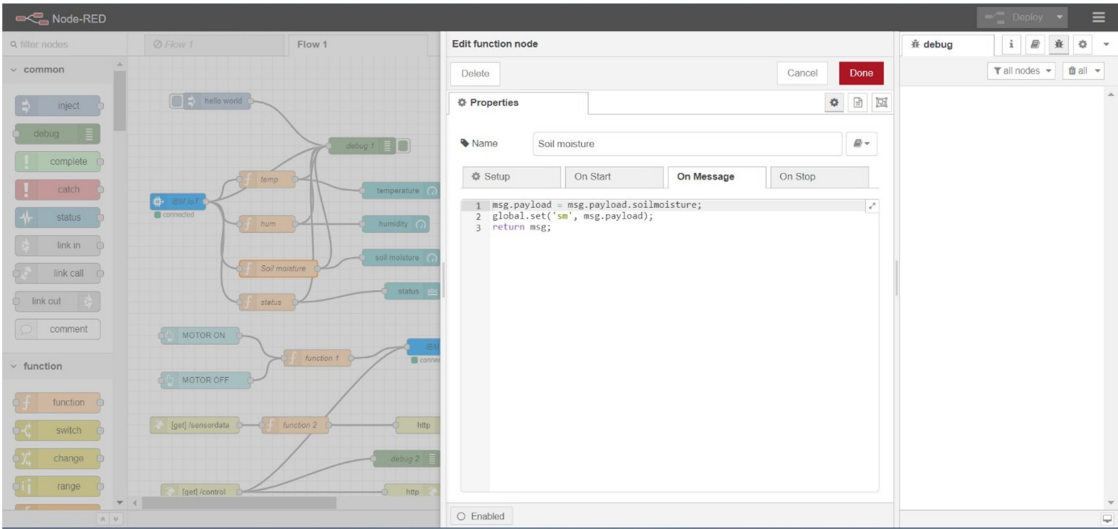 Node-RED
Deploy
filter nodes
Flow 1
Flow 1
common
inject
debug
complete
catch
status
link in
link call
link out
comment
function
function
switch
change
range
hello world
debug 1
temp
temperature
connected
hum
humidity
Soil moisture
soil moisture
status
status
MOTOR ON
function 1
MOTOR OFF
[get] /sensordata
function 2
http
debug 2
[get] /control
http
Edit function node
Delete
Cancel
Done
Properties
Name
Soil moisture
Setup
On Start
On Message
On Stop
1 msg.payload = msg.payload.soilmoisture;
2 global.set('sm', msg.payload);
3 return msg;
Enabled
debug
all nodes
all